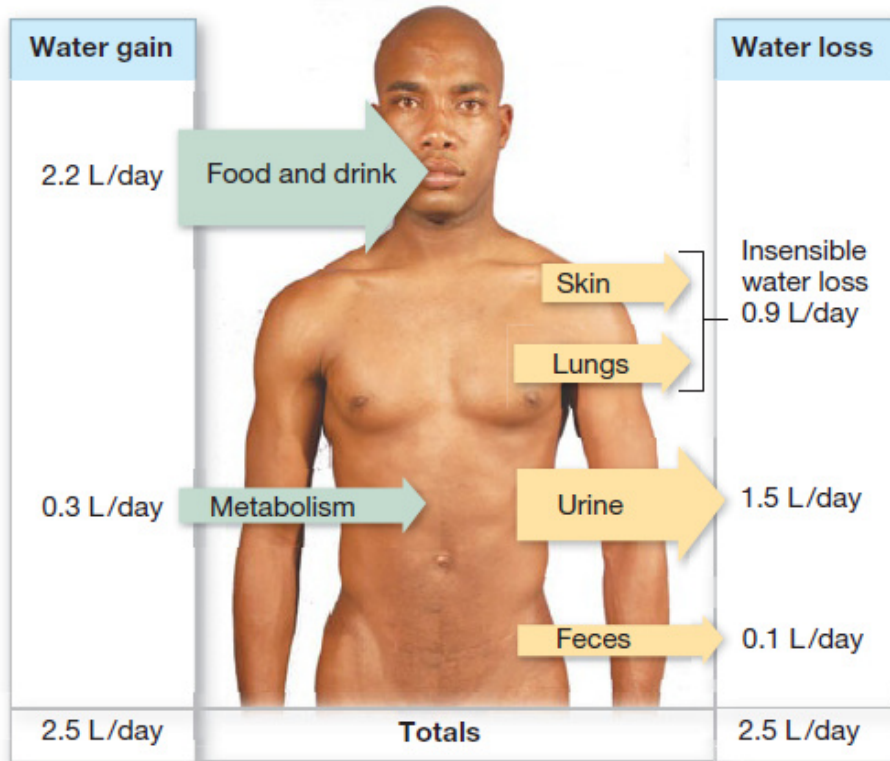 Water gain
Water loss
2.2 L/day
Food and drink
Skin
Insensible
water loss
0.9 L/day
Lungs
0.3 L/day
Metabolism
Urine
1.5 L/day
Feces
0.1 L/day
2.5 L/day
Totals
2.5 L/day